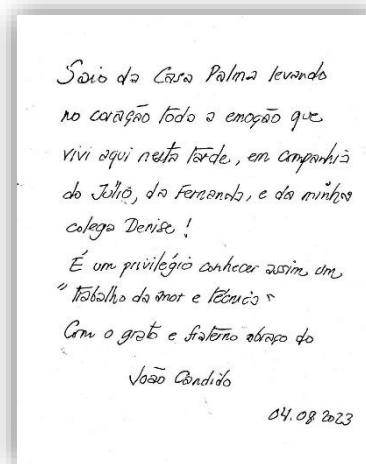 Saio da Casa Palma levando
no coração todo a emoção que
vivi aqui nesta tarde, em companhia
do Júlio, da Fernanda, e da minha
colega Denise !
É um privilégio conhecer assim um
"trabalho da amor e técnica"
Com o grato e fraterno abraço do
João Candido
04.08 2023